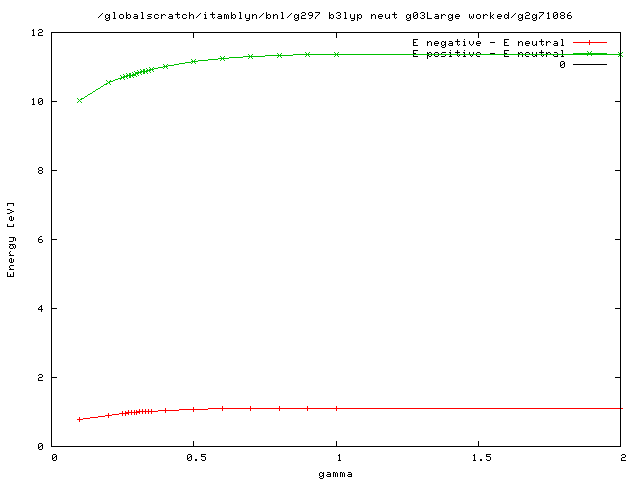 /globalscratch/itamblyn/bnl/g297 b3lyp neut g03Large worked/g2g71086
E negative - E neutral
E positive - E neutral
0
12
10
8
6
4
2
0
Energy [eV]
0 0.5 1 1.5 2
gamma